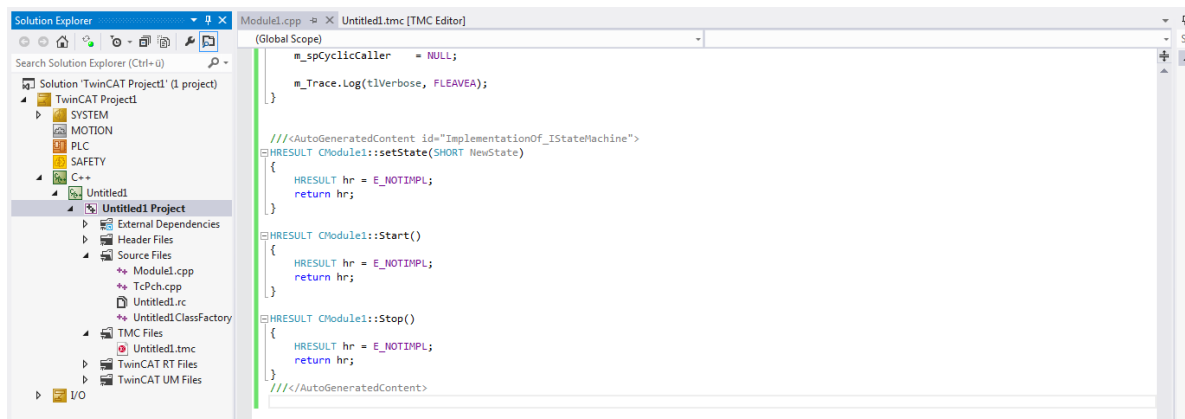 Solution Explorer
Search Solution Explorer (Ctrl+ü)
Solution 'TwinCAT Project1' (1 project)
TwinCAT Project1
SYSTEM
MOTION
PLC
SAFETY
C++
Untitled1
Untitled1 Project
External Dependencies
Header Files
Source Files
Module1.cpp
TcPch.cpp
Untitled1.rc
Untitled1ClassFactory
TMC Files
Untitled1.tmc
TwinCAT RT Files
TwinCAT UM Files
I/O
Module1.cpp Untitled1.tmc [TMC Editor]
(Global Scope)
m_spCyclicCaller = NULL;
m_Trace.Log(tlVerbose, FLEAVEA);
}
///<AutoGeneratedContent id="ImplementationOf_IStateMachine">
HRESULT CModule1::setState(SHORT NewState)
{
HRESULT hr = E_NOTIMPL;
return hr;
}
HRESULT CModule1::Start()
{
HRESULT hr = E_NOTIMPL;
return hr;
}
HRESULT CModule1::Stop()
{
HRESULT hr = E_NOTIMPL;
return hr;
}
///</AutoGeneratedContent>